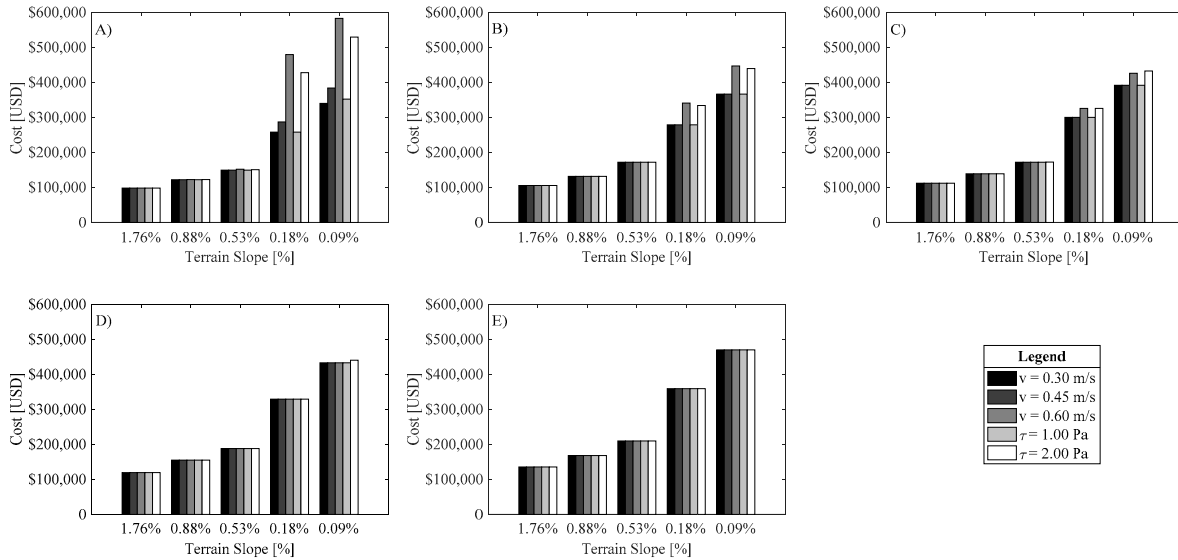 A)
$600,000
$500,000
$400,000
$300,000
$200,000
$100,000
0
Cost [USD]
1.76% 0.88% 0.53% 0.18% 0.09%
Terrain Slope [%]
B)
$600,000
$500,000
$400,000
$300,000
$200,000
$100,000
0
Cost [USD]
1.76% 0.88% 0.53% 0.18% 0.09%
Terrain Slope [%]
C)
$600,000
$500,000
$400,000
$300,000
$200,000
$100,000
0
Cost [USD]
1.76% 0.88% 0.53% 0.18% 0.09%
Terrain Slope [%]
D)
$600,000
$500,000
$400,000
$300,000
$200,000
$100,000
0
Cost [USD]
1.76% 0.88% 0.53% 0.18% 0.09%
Terrain Slope [%]
E)
$600,000
$500,000
$400,000
$300,000
$200,000
$100,000
0
Cost [USD]
1.76% 0.88% 0.53% 0.18% 0.09%
Terrain Slope [%]
Legend
v = 0.30 m/s
v = 0.45 m/s
v = 0.60 m/s
τ = 1.00 Pa
τ = 2.00 Pa